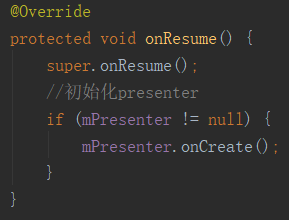 @Override
protected void onResume() {
super.onResume();
//初始化presenter
if (mPresenter != null) {
mPresenter.onCreate();
}
}